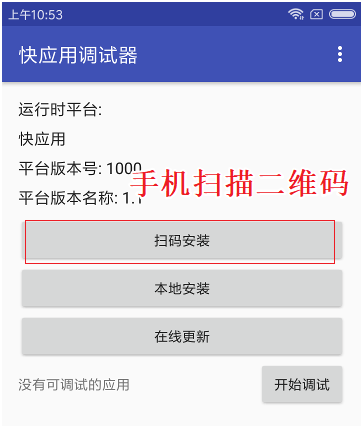 上午10:53
快应用调试器
运行时平台:
快应用
平台版本号: 1000
手机扫描二维码
平台版本名称: 1.1
扫码安装
本地安装
在线更新
没有可调试的应用
开始调试